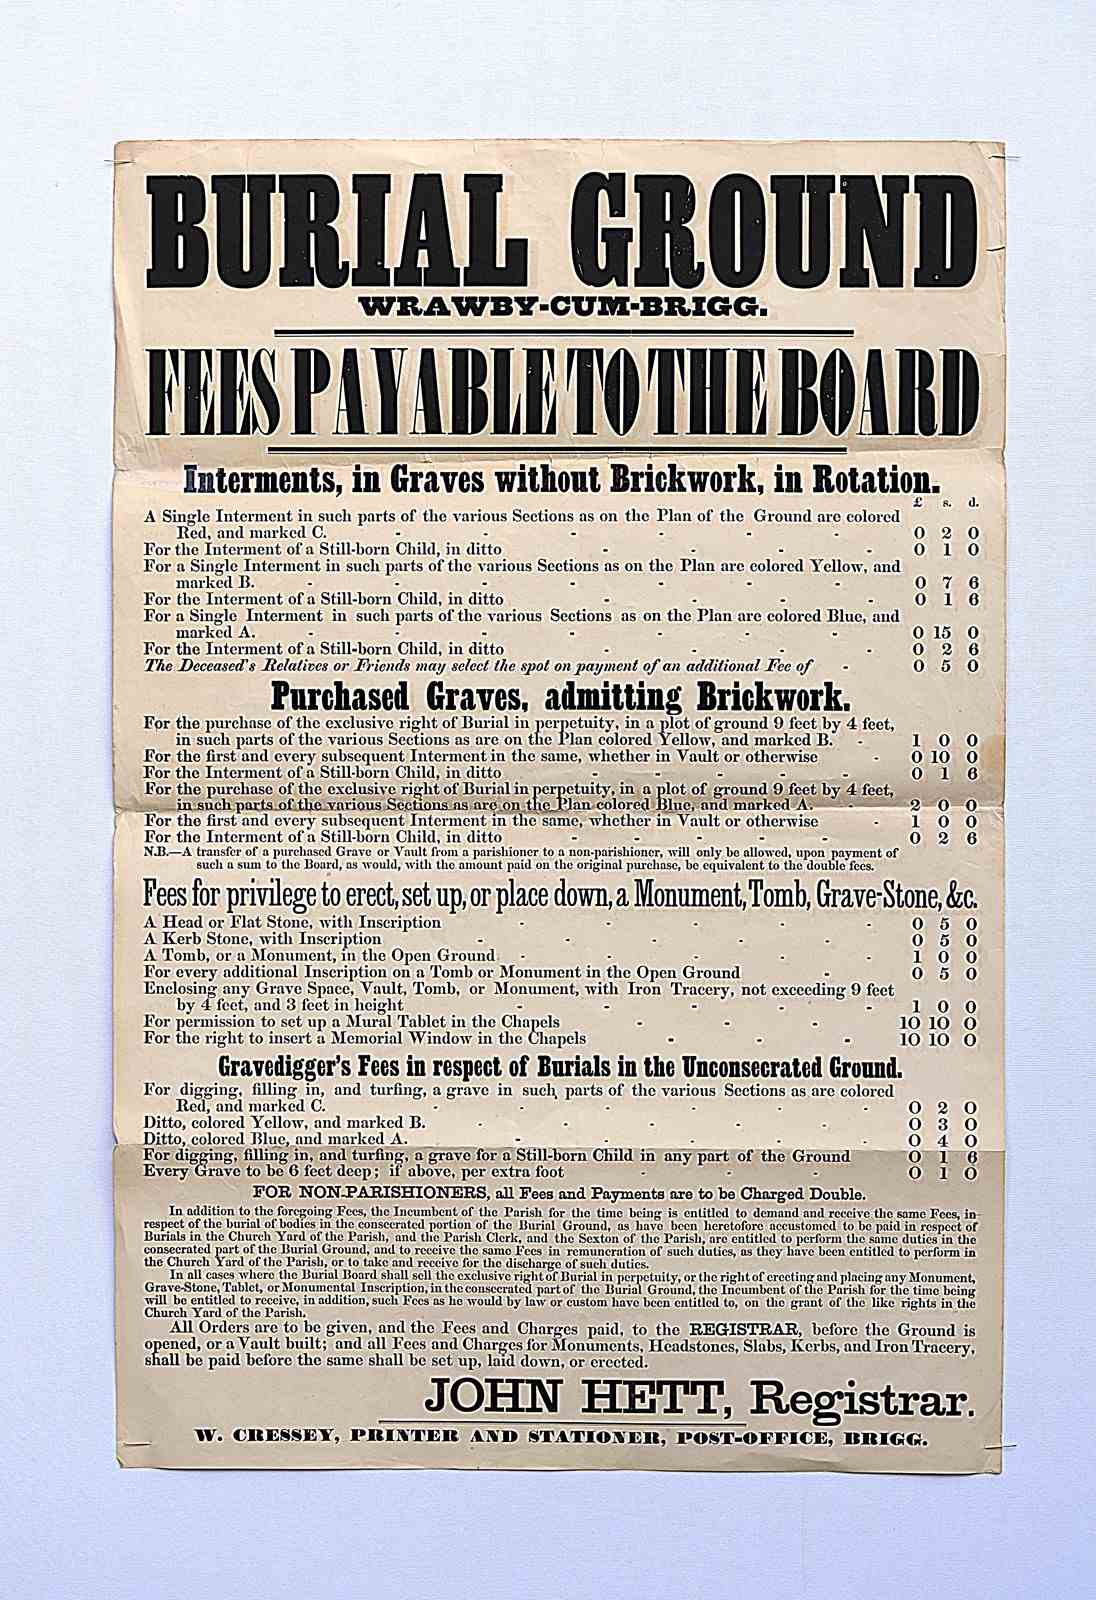 BURIAL GROUND
WRAWBY-CUM-BRIGG.
FEES PAYABLE TO THE BOARD
Interments, in Graves without Brickwork, in Rotation.
£ s. d.
A Single Interment in such parts of the various Sections as on the Plan of the Ground are colored
Red, and marked C. - - - - - - - 0 2 0
For the Interment of a Still-born Child, in ditto - - - - 0 1 0
For a Single Interment in such parts of the various Sections as on the Plan are colored Yellow, and
marked B. - - - - - - - 0 7 6
For the Interment of a Still-born Child, in ditto - - - - 0 1 6
For a Single Interment in such parts of the various Sections as on the Plan are colored Blue, and
marked A. - - - - - - - 0 15 0
For the Interment of a Still-born Child, in ditto - - - - 0 2 6
The Deceased's Relatives or Friends may select the spot on payment of an additional Fee of - 0 5 0
Purchased Graves, admitting Brickwork.
For the purchase of the exclusive right of Burial in perpetuity, in a plot of ground 9 feet by 4 feet,
in such parts of the various Sections as are on the Plan colored Yellow, and marked B. - 1 0 0
For the first and every subsequent Interment in the same, whether in Vault or otherwise - 0 10 0
For the Interment of a Still-born Child, in ditto - - - - - 0 1 6
For the purchase of the exclusive right of Burial in perpetuity, in a plot of ground 9 feet by 4 feet,
in such parts of the various Sections as are on the Plan colored Blue, and marked A. - 2 0 0
For the first and every subsequent Interment in the same, whether in Vault or otherwise - 1 0 0
For the Interment of a Still-born Child, in ditto - - - - - 0 2 6
N.B.—A transfer of a purchased Grave or Vault from a parishioner to a non-parishioner, will only be allowed, upon payment of
such a sum to the Board, as would, with the amount paid on the original purchase, be equivalent to the double fees.
Fees for privilege to erect, set up, or place down, a Monument, Tomb, Grave-Stone, &c.
A Head or Flat Stone, with Inscription - - - - - 0 5 0
A Kerb Stone, with Inscription - - - - - - 0 5 0
A Tomb, or a Monument, in the Open Ground - - - - - 1 0 0
For every additional Inscription on a Tomb or Monument in the Open Ground - 0 5 0
Enclosing any Grave Space, Vault, Tomb, or Monument, with Iron Tracery, not exceeding 9 feet
by 4 feet, and 3 feet in height - - - - - 1 0 0
For permission to set up a Mural Tablet in the Chapels - - - 10 10 0
For the right to insert a Memorial Window in the Chapels - - - 10 10 0
Gravedigger's Fees in respect of Burials in the Unconsecrated Ground.
For digging, filling in, and turfing, a grave in such parts of the various Sections as are colored
Red, and marked C. - - - - - - 0 2 0
Ditto, colored Yellow, and marked B. - - - - - 0 3 0
Ditto, colored Blue, and marked A. - - - - - 0 4 0
For digging, filling in, and turfing, a grave for a Still-born Child in any part of the Ground 0 1 6
Every Grave to be 6 feet deep; if above, per extra foot - - - 0 1 0
FOR NON-PARISHIONERS, all Fees and Payments are to be Charged Double.
In addition to the foregoing Fees, the Incumbent of the Parish for the time being is entitled to demand and receive the same Fees, in
respect of the burial of bodies in the consecrated portion of the Burial Ground, as have been heretofore accustomed to be paid in respect of
Burials in the Church Yard of the Parish, and the Parish Clerk, and the Sexton of the Parish, are entitled to perform the same duties in the
consecrated part of the Burial Ground, and to receive the same Fees in remuneration of such duties, as they have been entitled to perform in
the Church Yard of the Parish, or to take and receive for the discharge of such duties.
In all cases where the Burial Board shall sell the exclusive right of Burial in perpetuity, or the right of erecting and placing any Monument,
Grave-Stone, Tablet, or Monumental Inscription, in the consecrated part of the Burial Ground, the Incumbent of the Parish for the time being
will be entitled to receive, in addition, such Fees as he would by law or custom have been entitled to, on the grant of the like rights in the
Church Yard of the Parish.
All Orders are to be given, and the Fees and Charges paid, to the REGISTRAR, before the Ground is
opened, or a Vault built; and all Fees and Charges for Monuments, Headstones, Slabs, Kerbs, and Iron Tracery,
shall be paid before the same shall be set up, laid down, or erected.
JOHN HETT, Registrar.
W. CRESSEY, PRINTER AND STATIONER, POST-OFFICE, BRIGG.